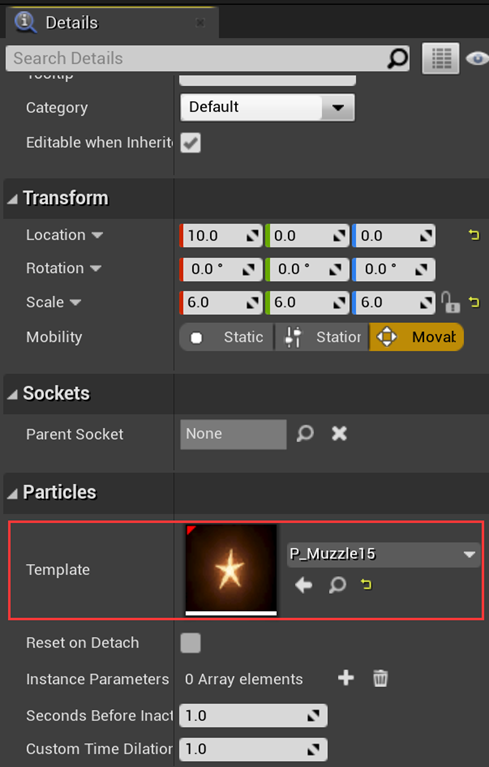 Details
Search Details
Tooltip
Category Default
Editable when Inherit
Transform
Location 10.0 0.0 0.0
Rotation 0.0 ° 0.0 ° 0.0 °
Scale 6.0 6.0 6.0
Mobility Static Station Movab
Sockets
Parent Socket None
Particles
P_Muzzle15
Template
Reset on Detach
Instance Parameters 0 Array elements
Seconds Before Inact 1.0
Custom Time Dilation 1.0